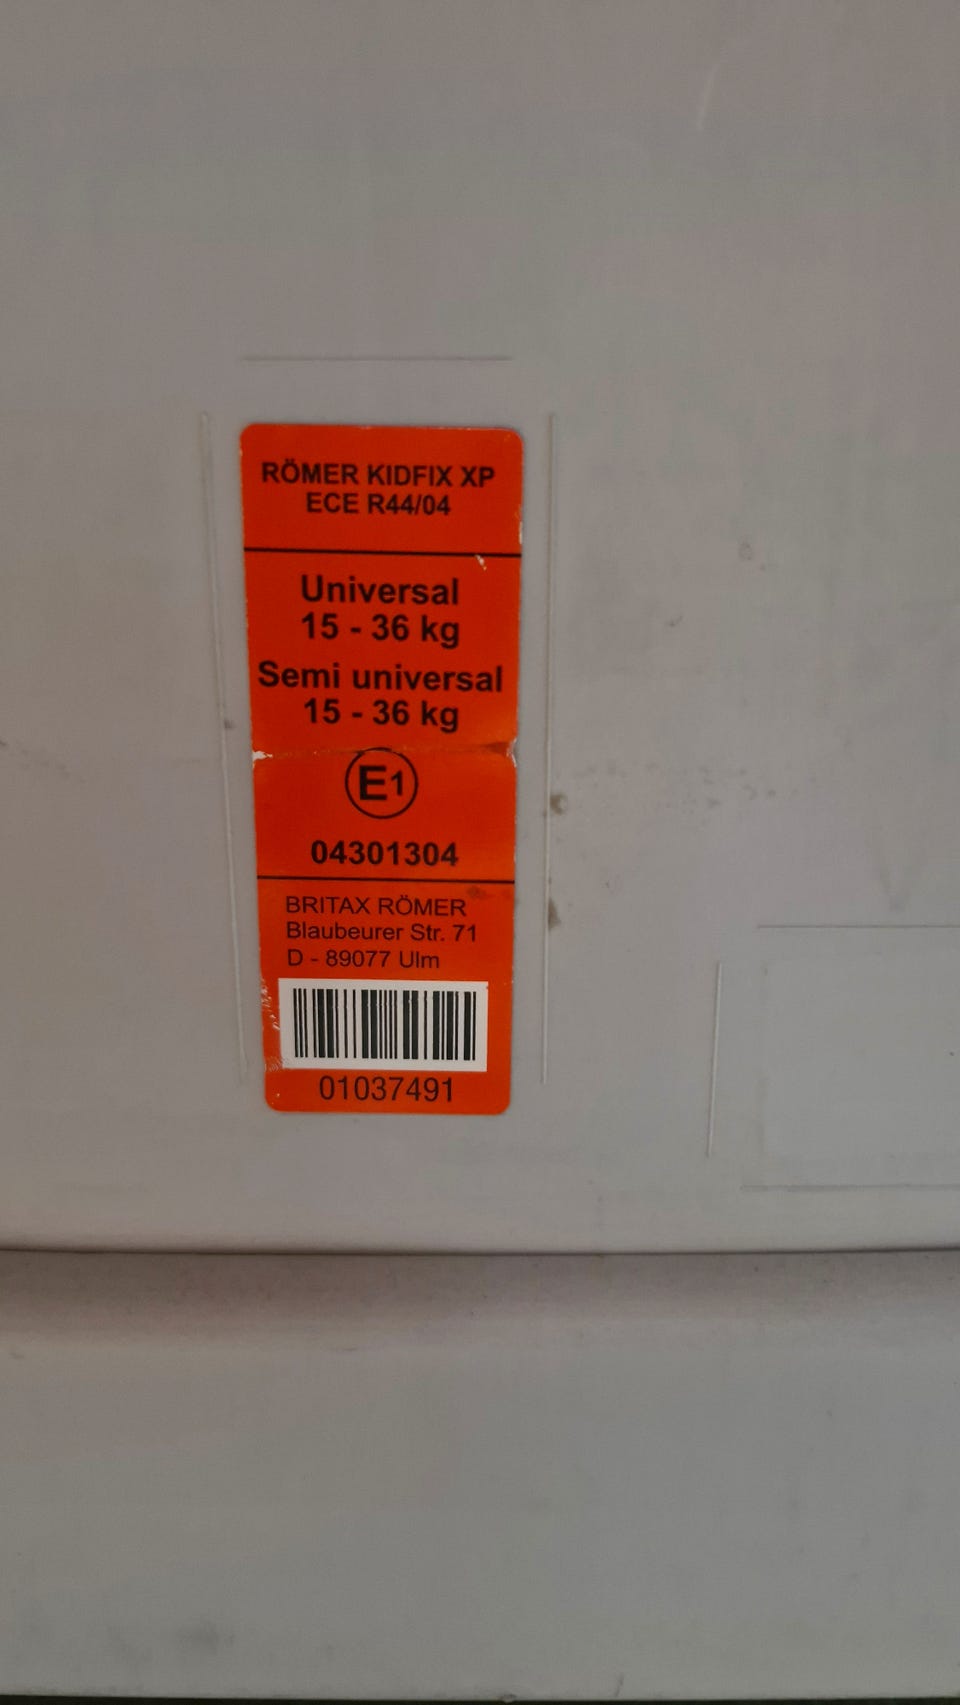 RÖMER KIDFIX XP
ECE R44/04
Universal
15 - 36 kg
Semi universal
15 - 36 kg
E1
04301304
BRITAX RÖMER
Blaubeurer Str. 71
D - 89077 Ulm
01037491